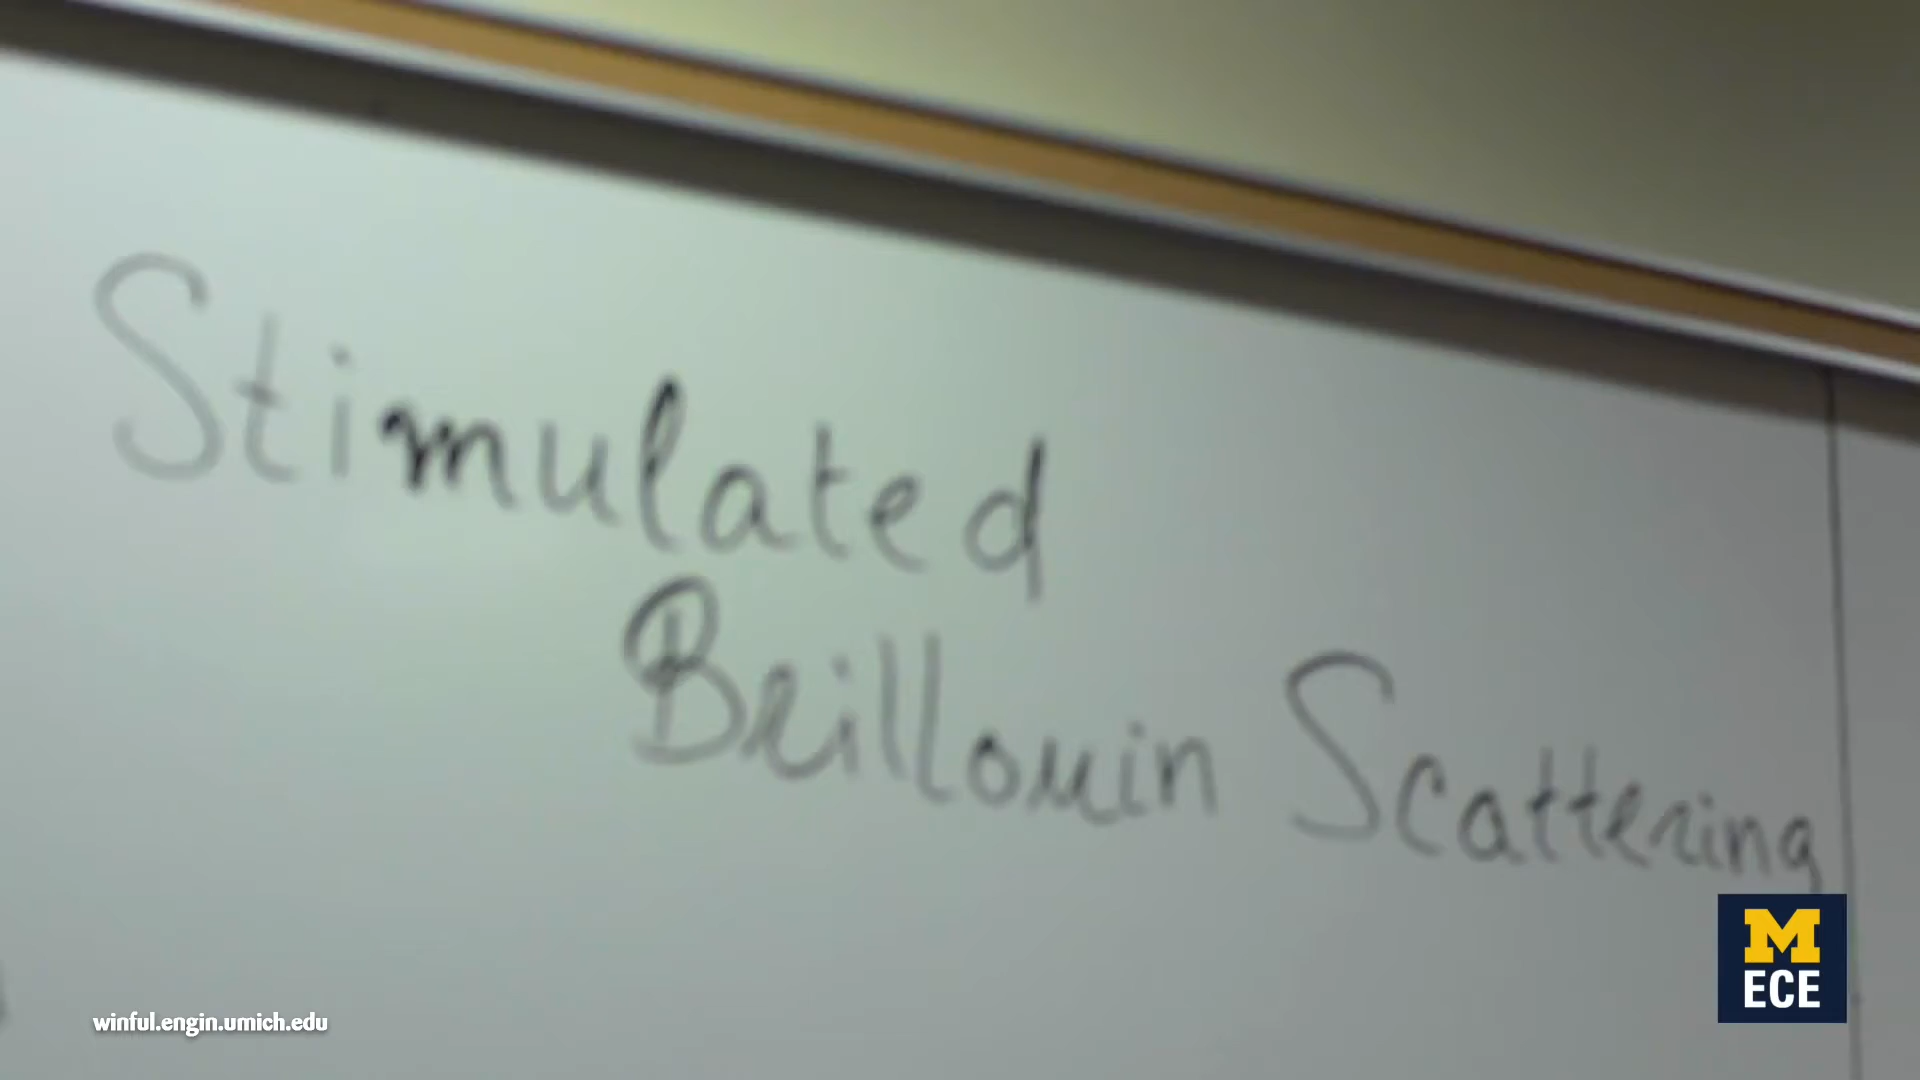 Stimulated
Brillouin Scattering
M
ECE
winful.engin.umich.edu